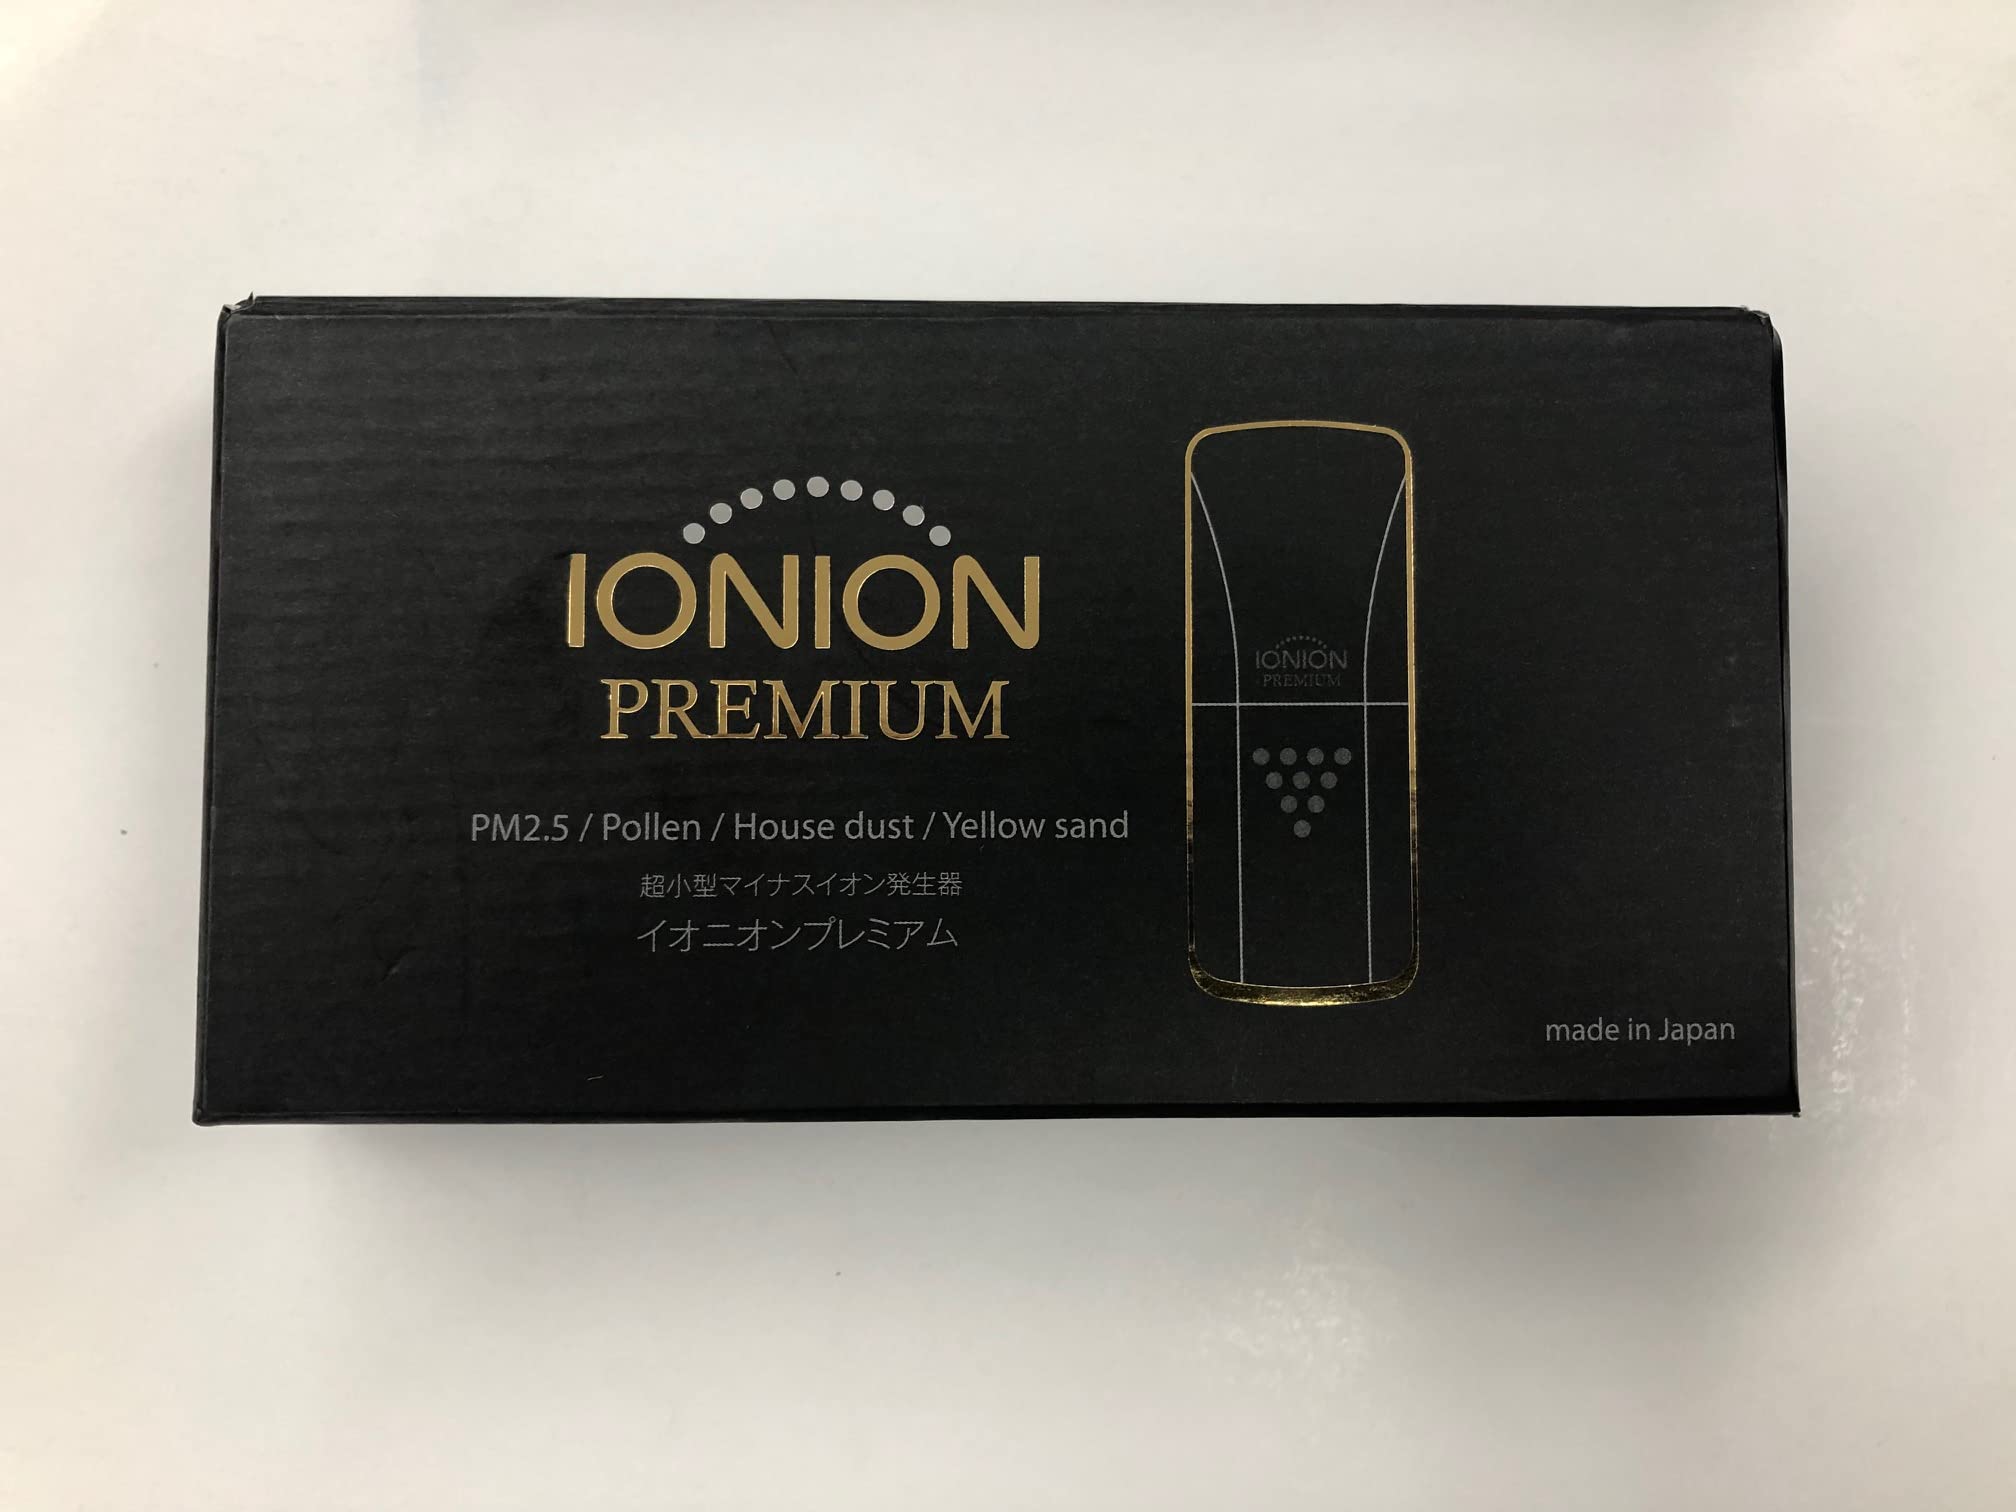 IONION
PREMIUM
PM2.5 / Pollen / House dust / Yellow sand
超小型マイナスイオン発生器
イオニオンプレミアム
IONION
PREMIUM
made in Japan